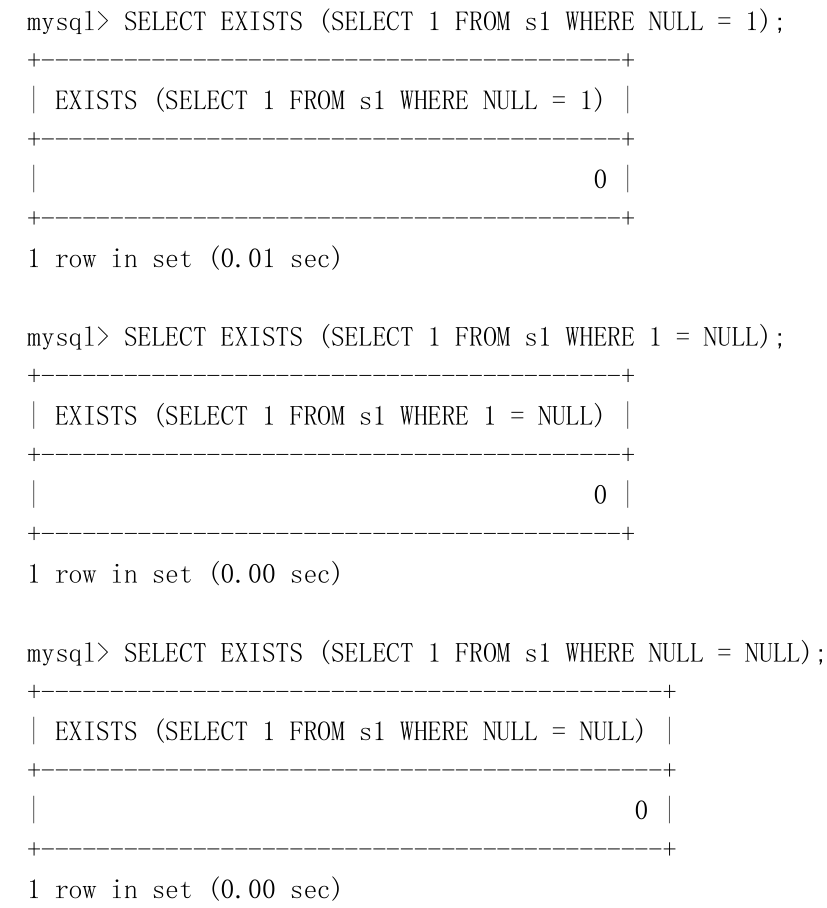 mysql> SELECT EXISTS (SELECT 1 FROM s1 WHERE NULL = 1);
+------------------------------------------+
| EXISTS (SELECT 1 FROM s1 WHERE NULL = 1) |
+------------------------------------------+
|                                        0 |
+------------------------------------------+
1 row in set (0.01 sec)

mysql> SELECT EXISTS (SELECT 1 FROM s1 WHERE 1 = NULL);
+------------------------------------------+
| EXISTS (SELECT 1 FROM s1 WHERE 1 = NULL) |
+------------------------------------------+
|                                        0 |
+------------------------------------------+
1 row in set (0.00 sec)

mysql> SELECT EXISTS (SELECT 1 FROM s1 WHERE NULL = NULL);
+---------------------------------------------+
| EXISTS (SELECT 1 FROM s1 WHERE NULL = NULL) |
+---------------------------------------------+
|                                           0 |
+---------------------------------------------+
1 row in set (0.00 sec)